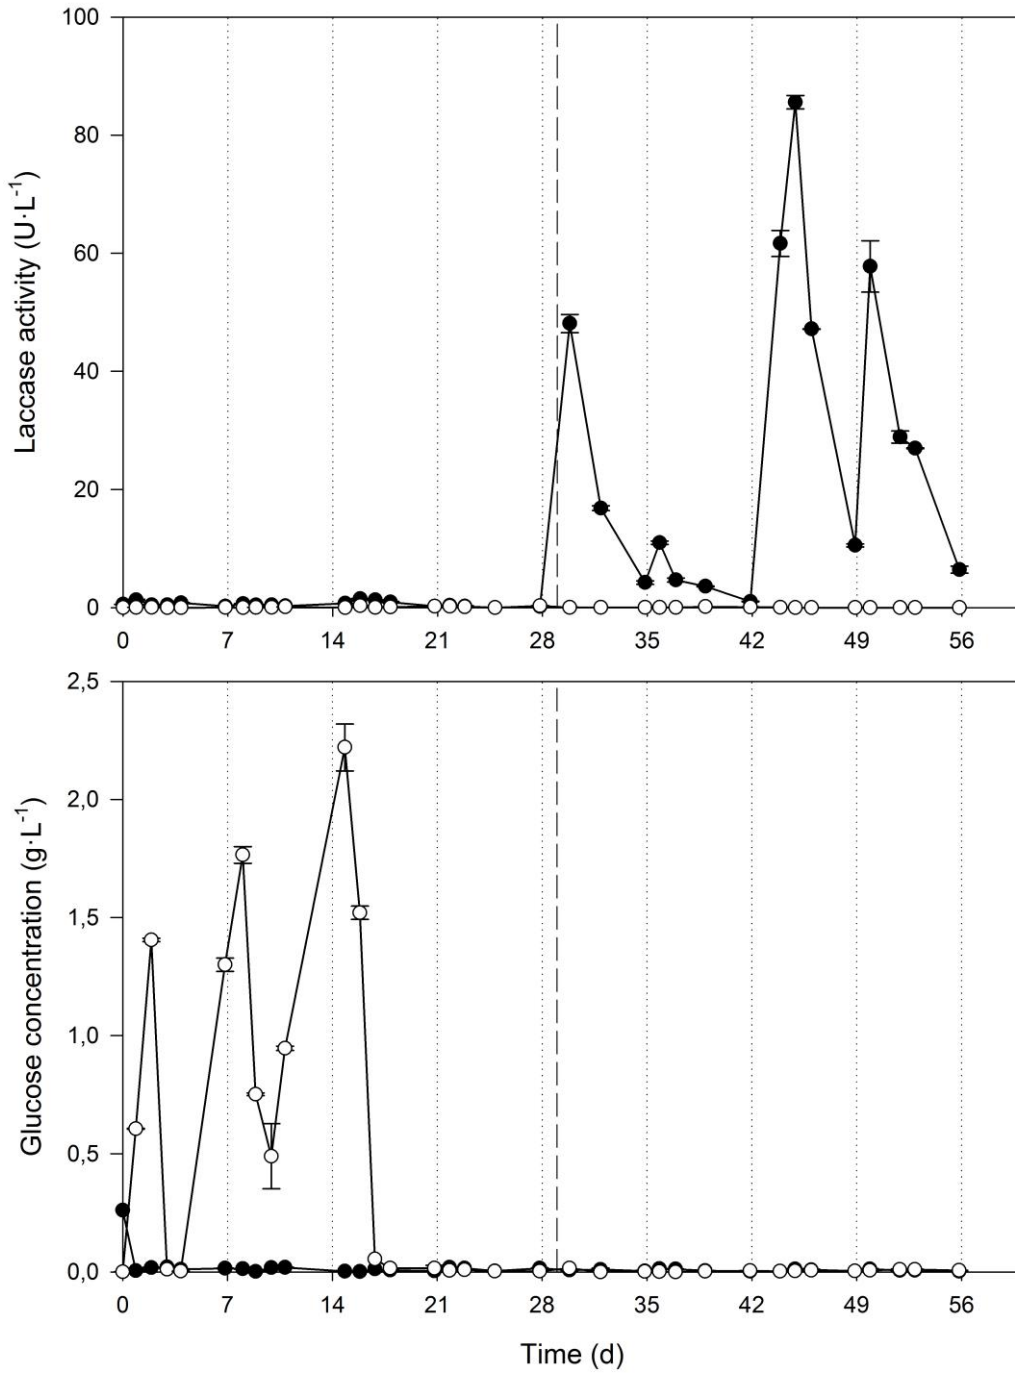 100
80
60
40
20
0
Laccase activity (U·L⁻¹)
0 7 14 21 28 35 42 49 56
2,5
2,0
1,5
1,0
0,5
0,0
Glucose concentration (g·L⁻¹)
0 7 14 21 28 35 42 49 56
Time (d)